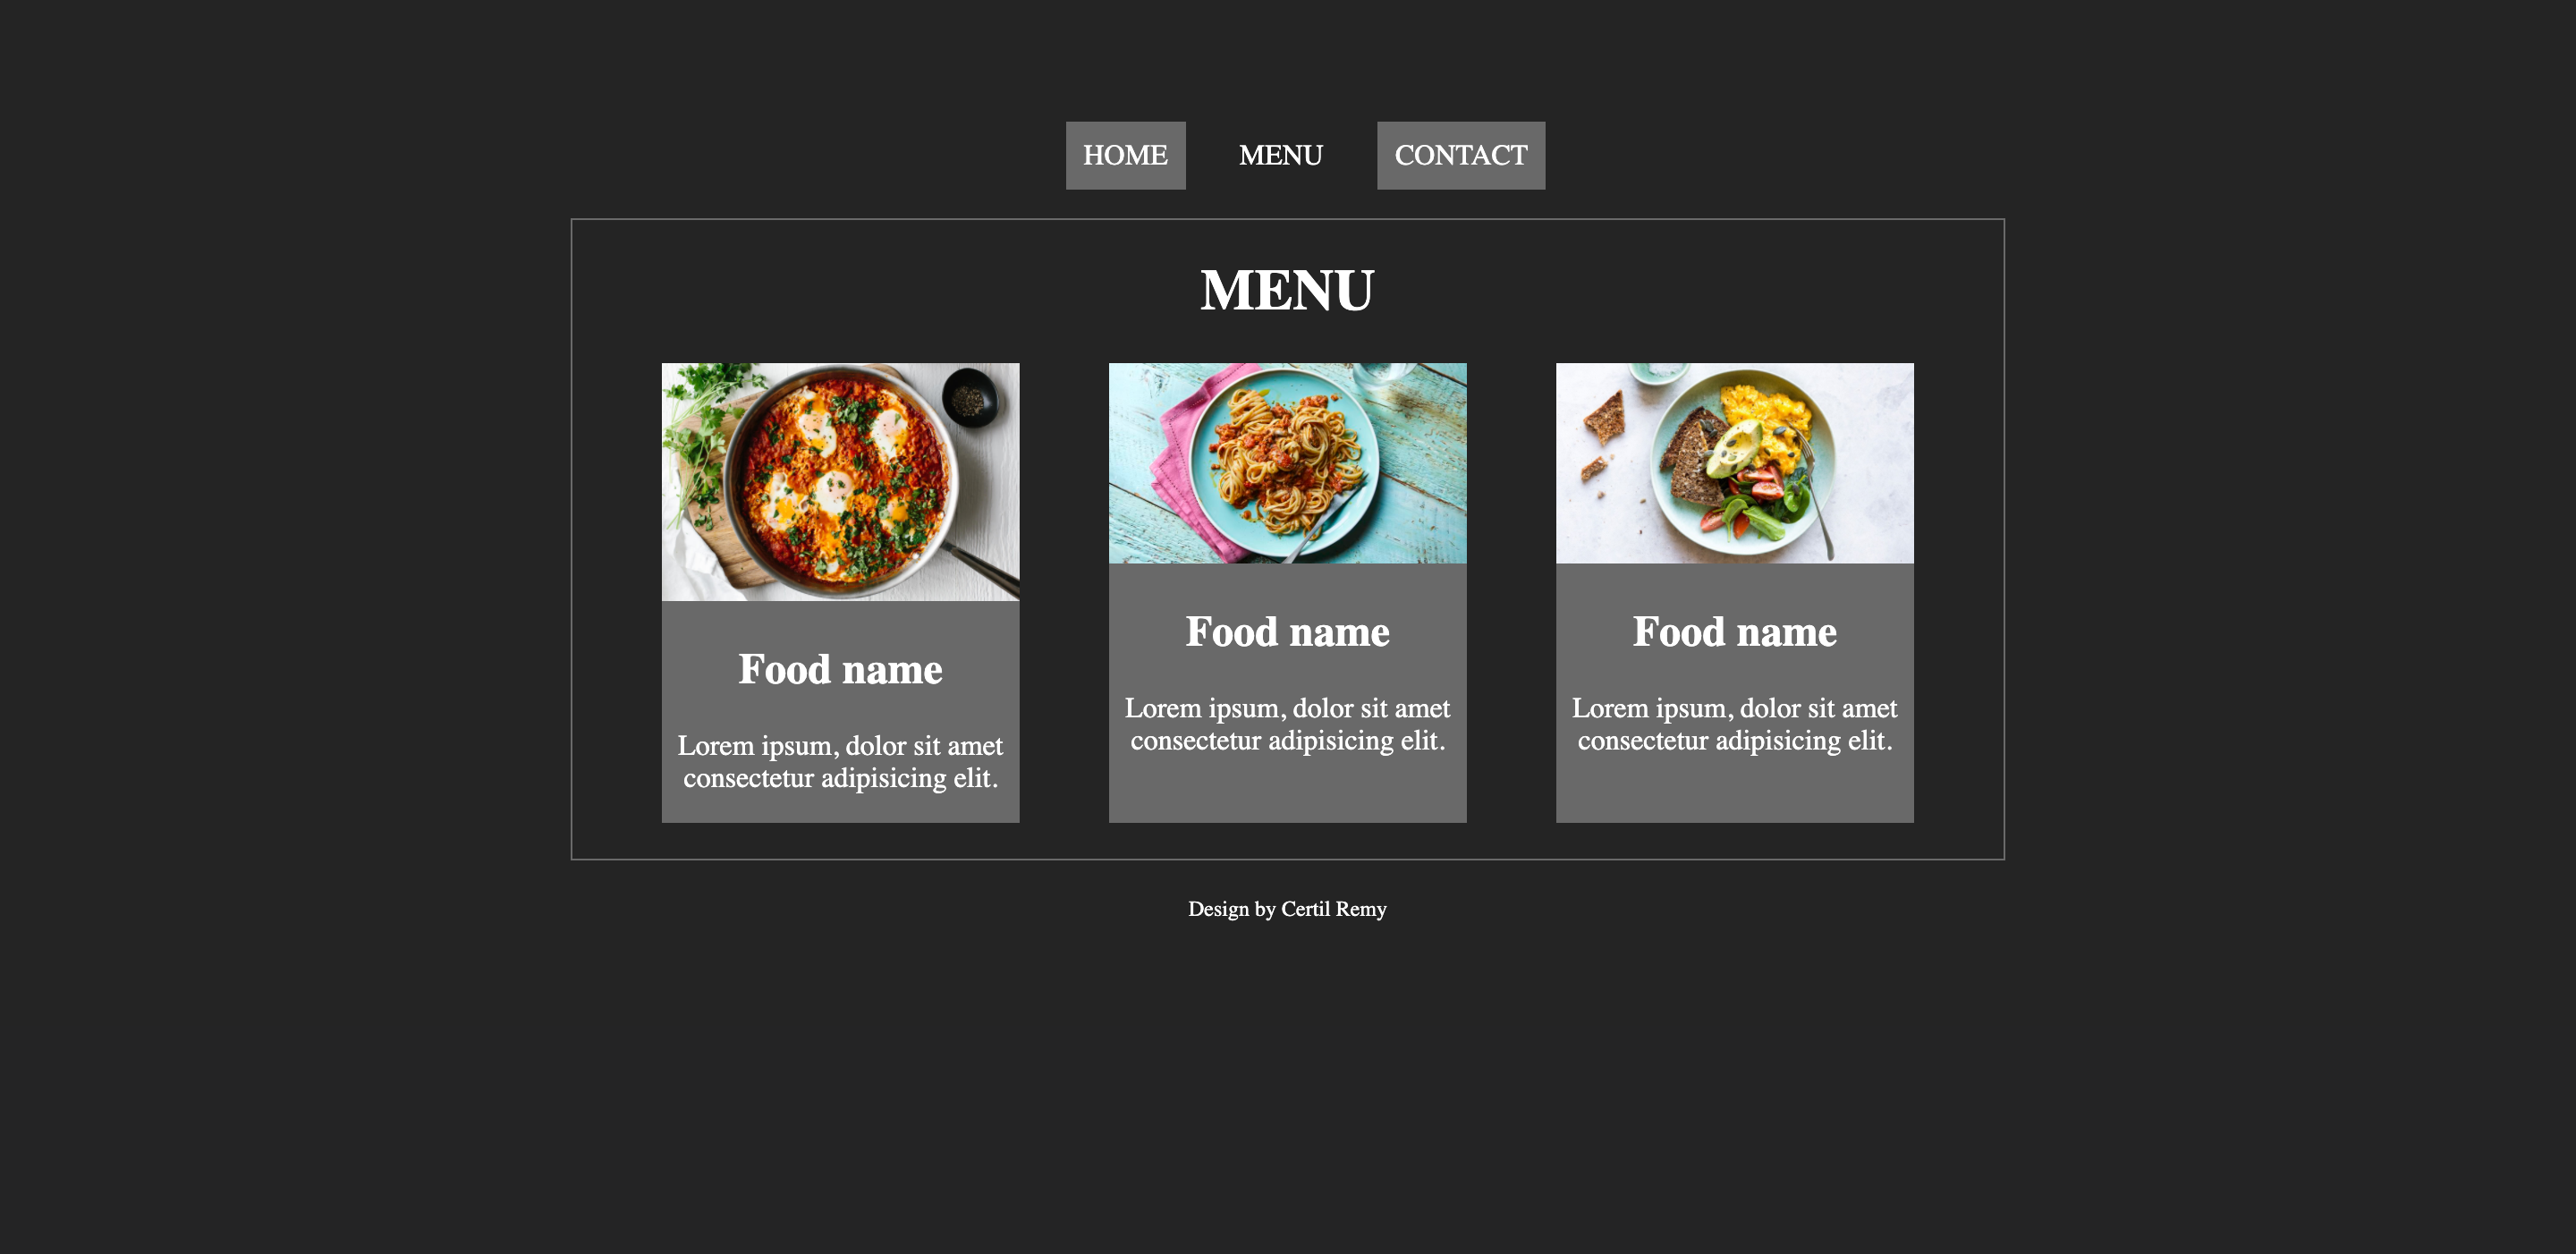 HOME MENU CONTACT
MENU
Food name
Lorem ipsum, dolor sit amet
consectetur adipisicing elit.
Food name
Lorem ipsum, dolor sit amet
consectetur adipisicing elit.
Food name
Lorem ipsum, dolor sit amet
consectetur adipisicing elit.
Design by Certil Remy